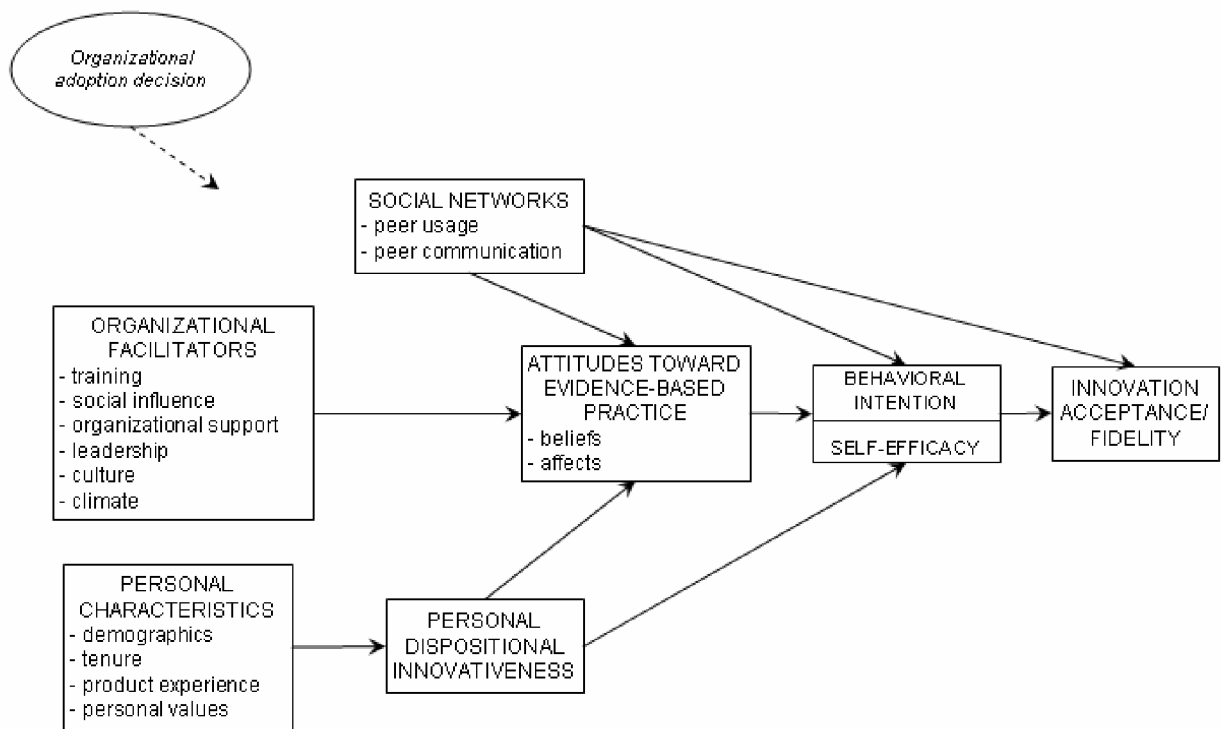 Organizational
adoption decision
SOCIAL NETWORKS
- peer usage
- peer communication
ORGANIZATIONAL
FACILITATORS
- training
- social influence
- organizational support
- leadership
- culture
- climate
ATTITUDES TOWARD
EVIDENCE-BASED
PRACTICE
- beliefs
- affects
BEHAVIORAL
INTENTION
SELF-EFFICACY
INNOVATION
ACCEPTANCE/
FIDELITY
PERSONAL
CHARACTERISTICS
- demographics
- tenure
- product experience
- personal values
PERSONAL
DISPOSITIONAL
INNOVATIVENESS